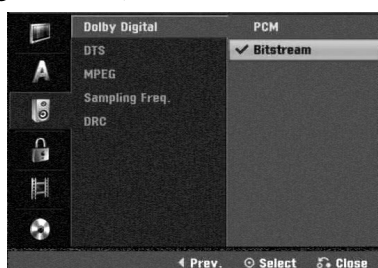 Dolby Digital
DTS
MPEG
Sampling Freq.
DRC
PCM
✔ Bitstream
A
Prev. Select Close